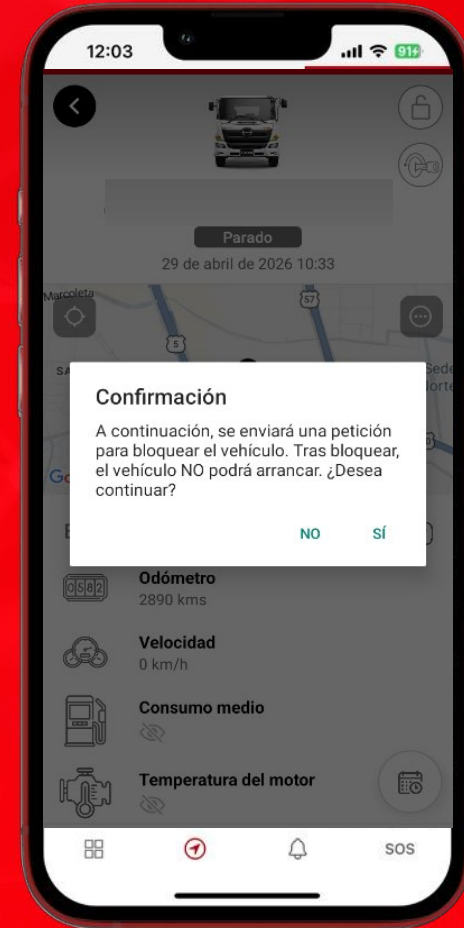 12:03
91
Parado
29 de abril de 2026 10:33
Marcoleta
57
5
Confirmación
A continuación, se enviará una petición
para bloquear el vehículo. Tras bloquear,
el vehículo NO podrá arrancar. ¿Desea
continuar?
NO
SÍ
0582
Odómetro
2890 kms
Velocidad
0 km/h
Consumo medio
Temperatura del motor
SOS